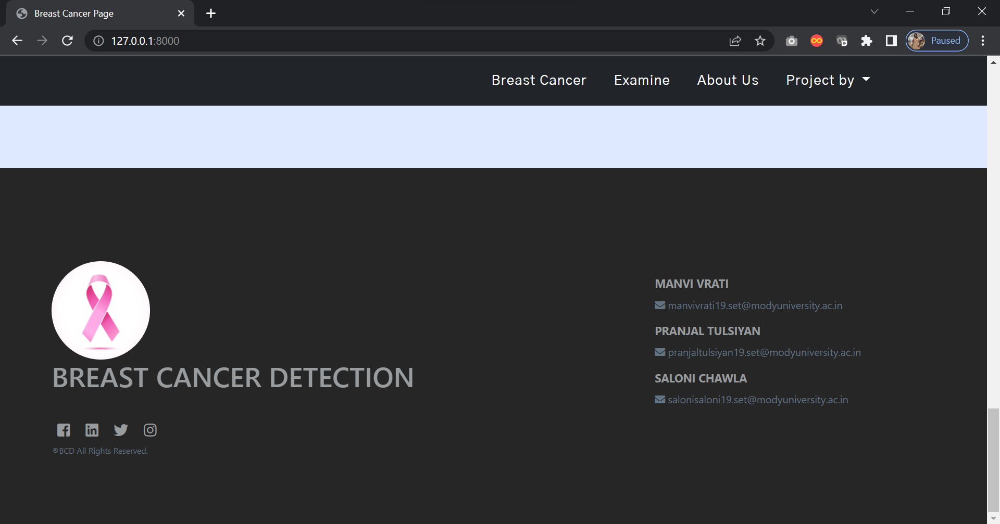 Breast Cancer Page
127.0.0.1:8000
Paused
Breast Cancer Examine About Us Project by
MANVI VRATI
manvivrati19.set@modyuniversity.ac.in
PRANJAL TULSIYAN
pranjaltulsiyan19.set@modyuniversity.ac.in
SALONI CHAWLA
salonisaloni19.set@modyuniversity.ac.in
BREAST CANCER DETECTION
®BCD All Rights Reserved.